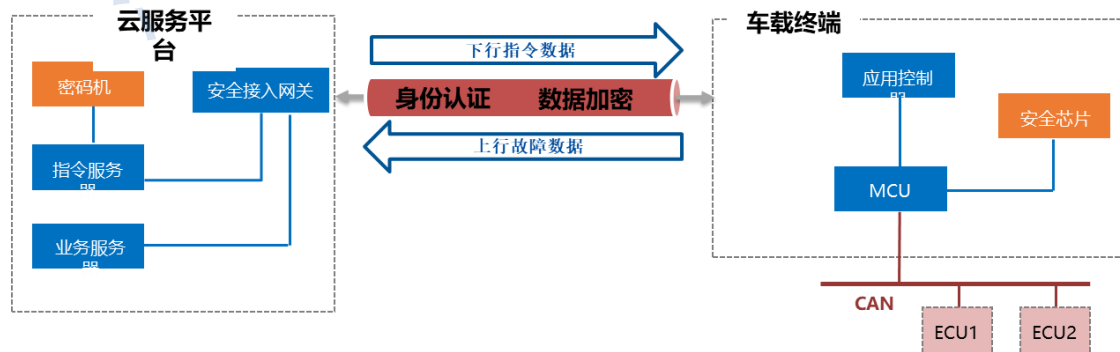 云服务平
台
密码机
安全接入网关
指令服务
器
业务服务
器
下行指令数据
身份认证 数据加密
上行故障数据
车载终端
应用控制
器
安全芯片
MCU
CAN
ECU1
ECU2